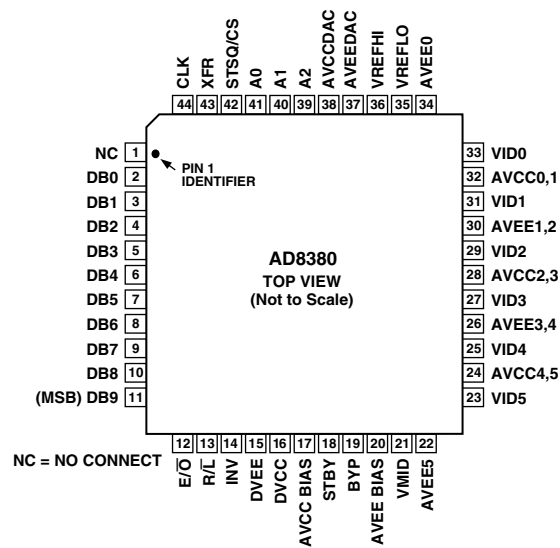 CLK
XFR
STSQ/CS
A0
A1
A2
AVCCDAC
AVEEDAC
VREFHI
VREFLO
AVEE0
44
43
42
41
40
39
38
37
36
35
34
NC 1
PIN 1
IDENTIFIER
DB0 2
DB1 3
DB2 4
DB3 5
DB4 6
DB5 7
DB6 8
DB7 9
DB8 10
(MSB) DB9 11
AD8380
TOP VIEW
(Not to Scale)
33 VID0
32 AVCC0,1
31 VID1
30 AVEE1,2
29 VID2
28 AVCC2,3
27 VID3
26 AVEE3,4
25 VID4
24 AVCC4,5
23 VID5
12
13
14
15
16
17
18
19
20
21
22
E/O̅
R/L̅
INV
DVEE
DVCC
AVCC BIAS
STBY
BYP
AVEE BIAS
VMID
AVEE5
NC = NO CONNECT